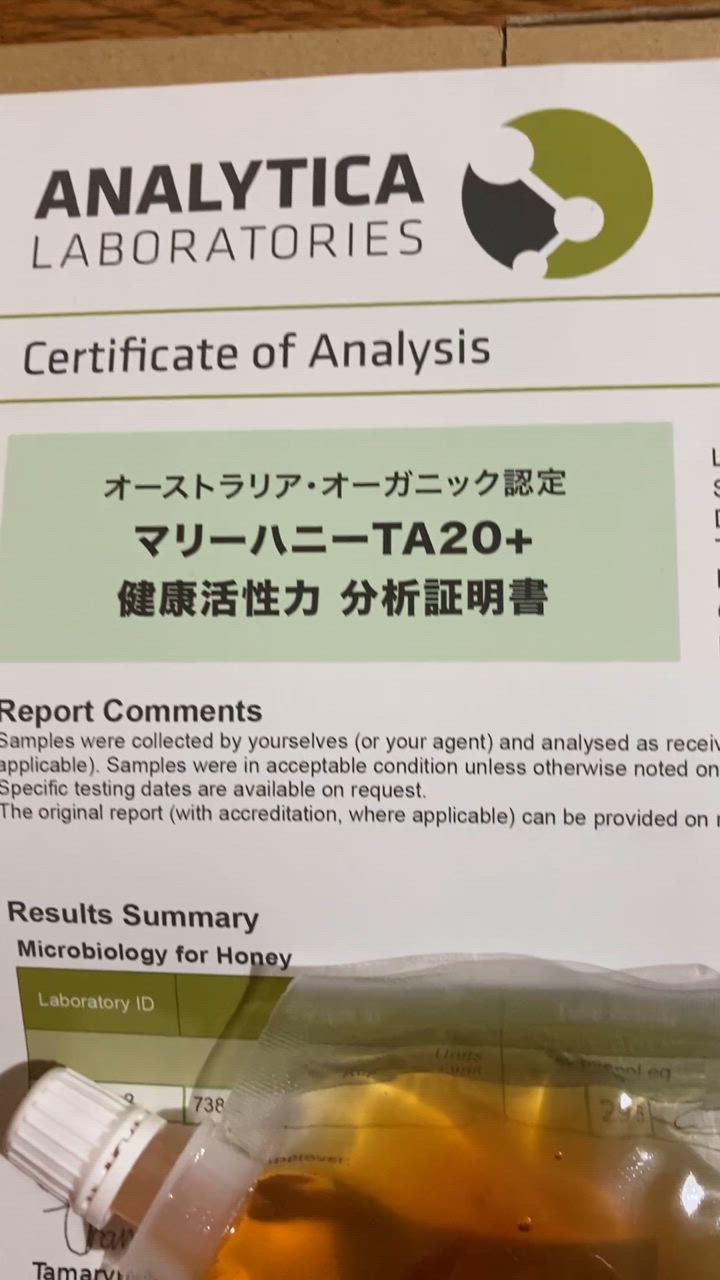 ANALYTICA
LABORATORIES
Certificate of Analysis
オーストラリア・オーガニック認定
マリーハニーTA20+
健康活性力 分析証明書
Report Comments
Samples were collected by yourselves (or your agent) and analysed as
applicable). Samples were in acceptable condition unless otherwise noted on
Specific testing dates are available on request.
The original report (with accreditation, where applicable) can be provided on
Results Summary
Microbiology for Honey
Laboratory ID
Units
738